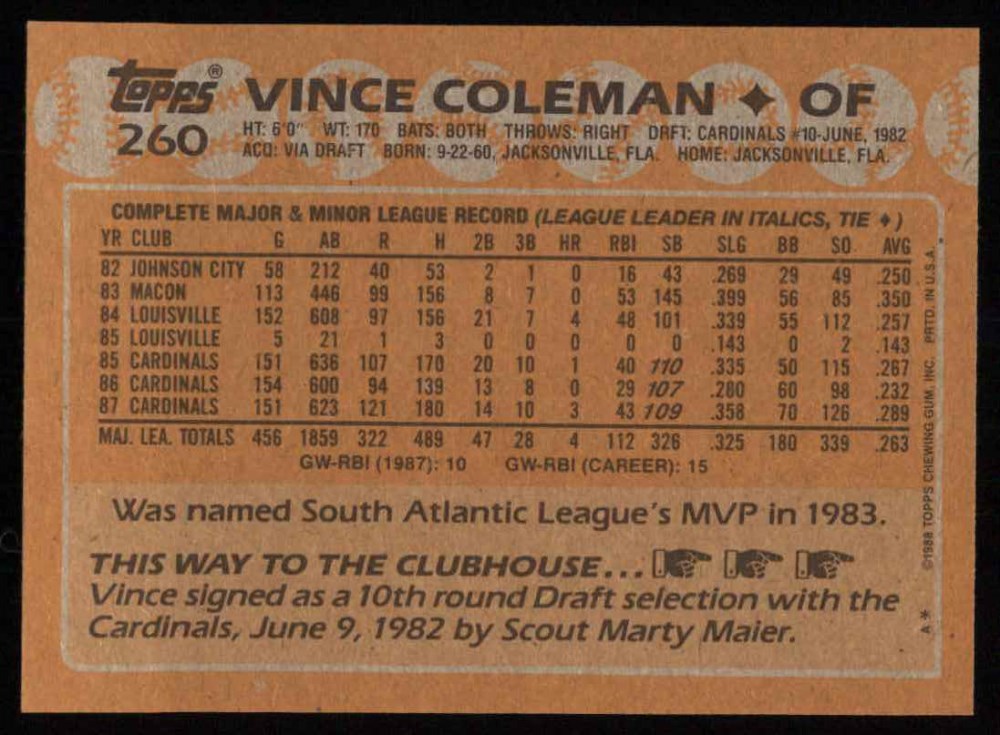 topps® VINCE COLEMAN ✦ OF
260
HT: 6'0" WT: 170 BATS: BOTH THROWS: RIGHT DRFT: CARDINALS #10-JUNE, 1982
ACQ: VIA DRAFT BORN: 9-22-60, JACKSONVILLE, FLA. HOME: JACKSONVILLE, FLA.
COMPLETE MAJOR & MINOR LEAGUE RECORD (LEAGUE LEADER IN ITALICS, TIE ♦)
YR CLUB G AB R H 2B 3B HR RBI SB SLG BB SO AVG
82 JOHNSON CITY 58 212 40 53 2 1 0 16 43 .269 29 49 .250
83 MACON 113 446 99 156 8 7 0 53 145 .399 56 85 .350
84 LOUISVILLE 152 608 97 156 21 7 4 48 101 .339 55 112 .257
85 LOUISVILLE 5 21 1 3 0 0 0 0 0 .143 0 2 .143
85 CARDINALS 151 636 107 170 20 10 1 40 110 .335 50 115 .267
86 CARDINALS 154 600 94 139 13 8 0 29 107 .280 60 98 .232
87 CARDINALS 151 623 121 180 14 10 3 43 109 .358 70 126 .289
MAJ. LEA. TOTALS 456 1859 322 489 47 28 4 112 326 .325 180 339 .263
GW-RBI (1987): 10 GW-RBI (CAREER): 15
Was named South Atlantic League's MVP in 1983.
THIS WAY TO THE CLUBHOUSE...
Vince signed as a 10th round Draft selection with the
Cardinals, June 9, 1982 by Scout Marty Maier.
©1988 TOPPS CHEWING GUM, INC. PRTD. IN U.S.A.
A*